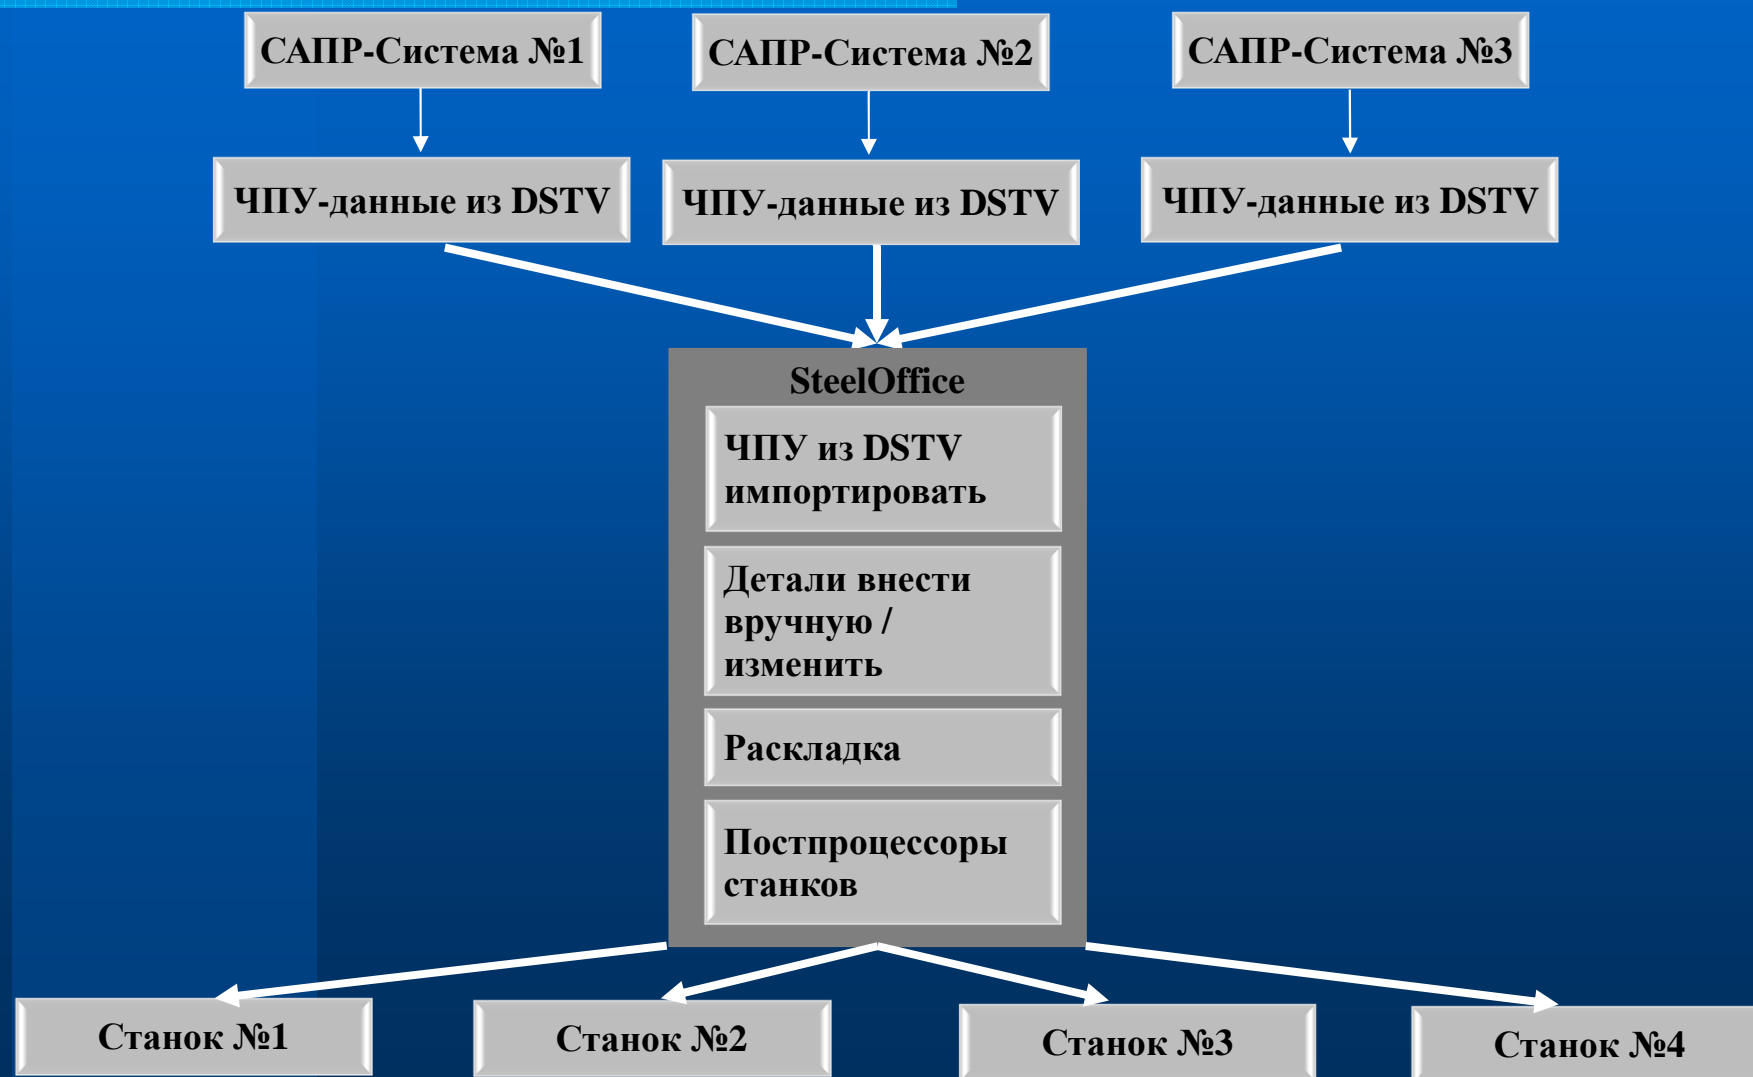 САПР-Система №1
САПР-Система №2
САПР-Система №3
ЧПУ-данные из DSTV
ЧПУ-данные из DSTV
ЧПУ-данные из DSTV
SteelOffice
ЧПУ из DSTV
импортировать
Детали внести
вручную /
изменить
Раскладка
Постпроцессоры
станков
Станок №1
Станок №2
Станок №3
Станок №4